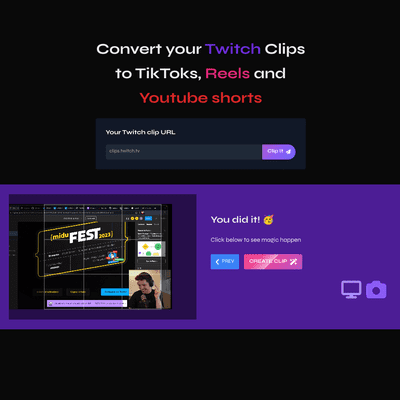 Convert your Twitch Clips
to TikToks, Reels and
Youtube shorts
Your Twitch clip URL
clips.twitch.tv
Clip it
[midu
FEST
2023]
You did it! 🥳
Click below to see magic happen
PREV
CREATE CLIP